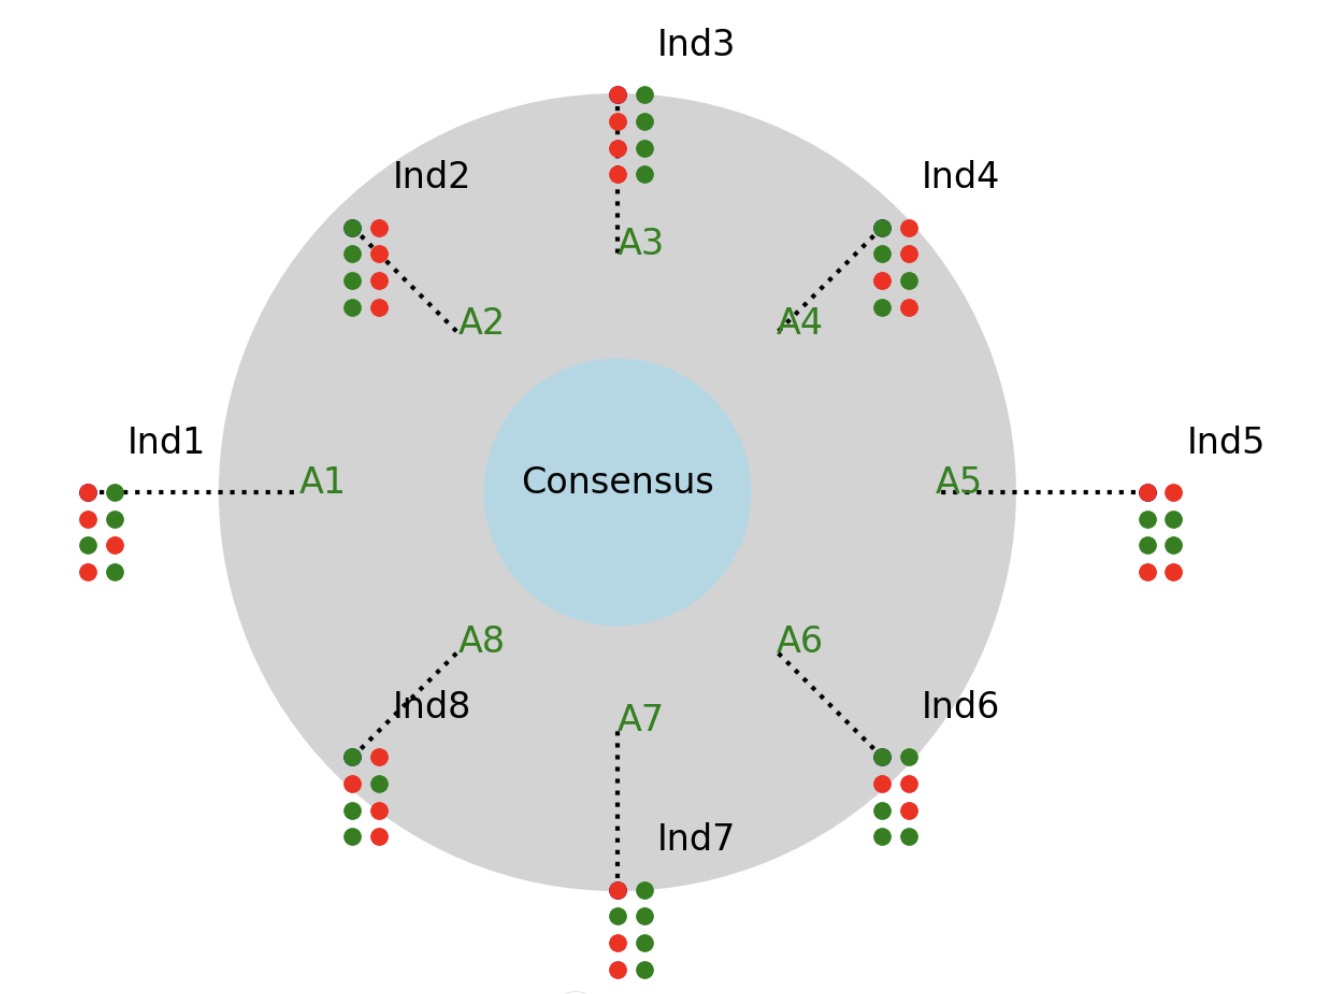 Ind3
Ind2
Ind4
A3
A2
A4
Ind1
Ind5
A1
Consensus
A5
A8
A6
Ind8
A7
Ind6
Ind7